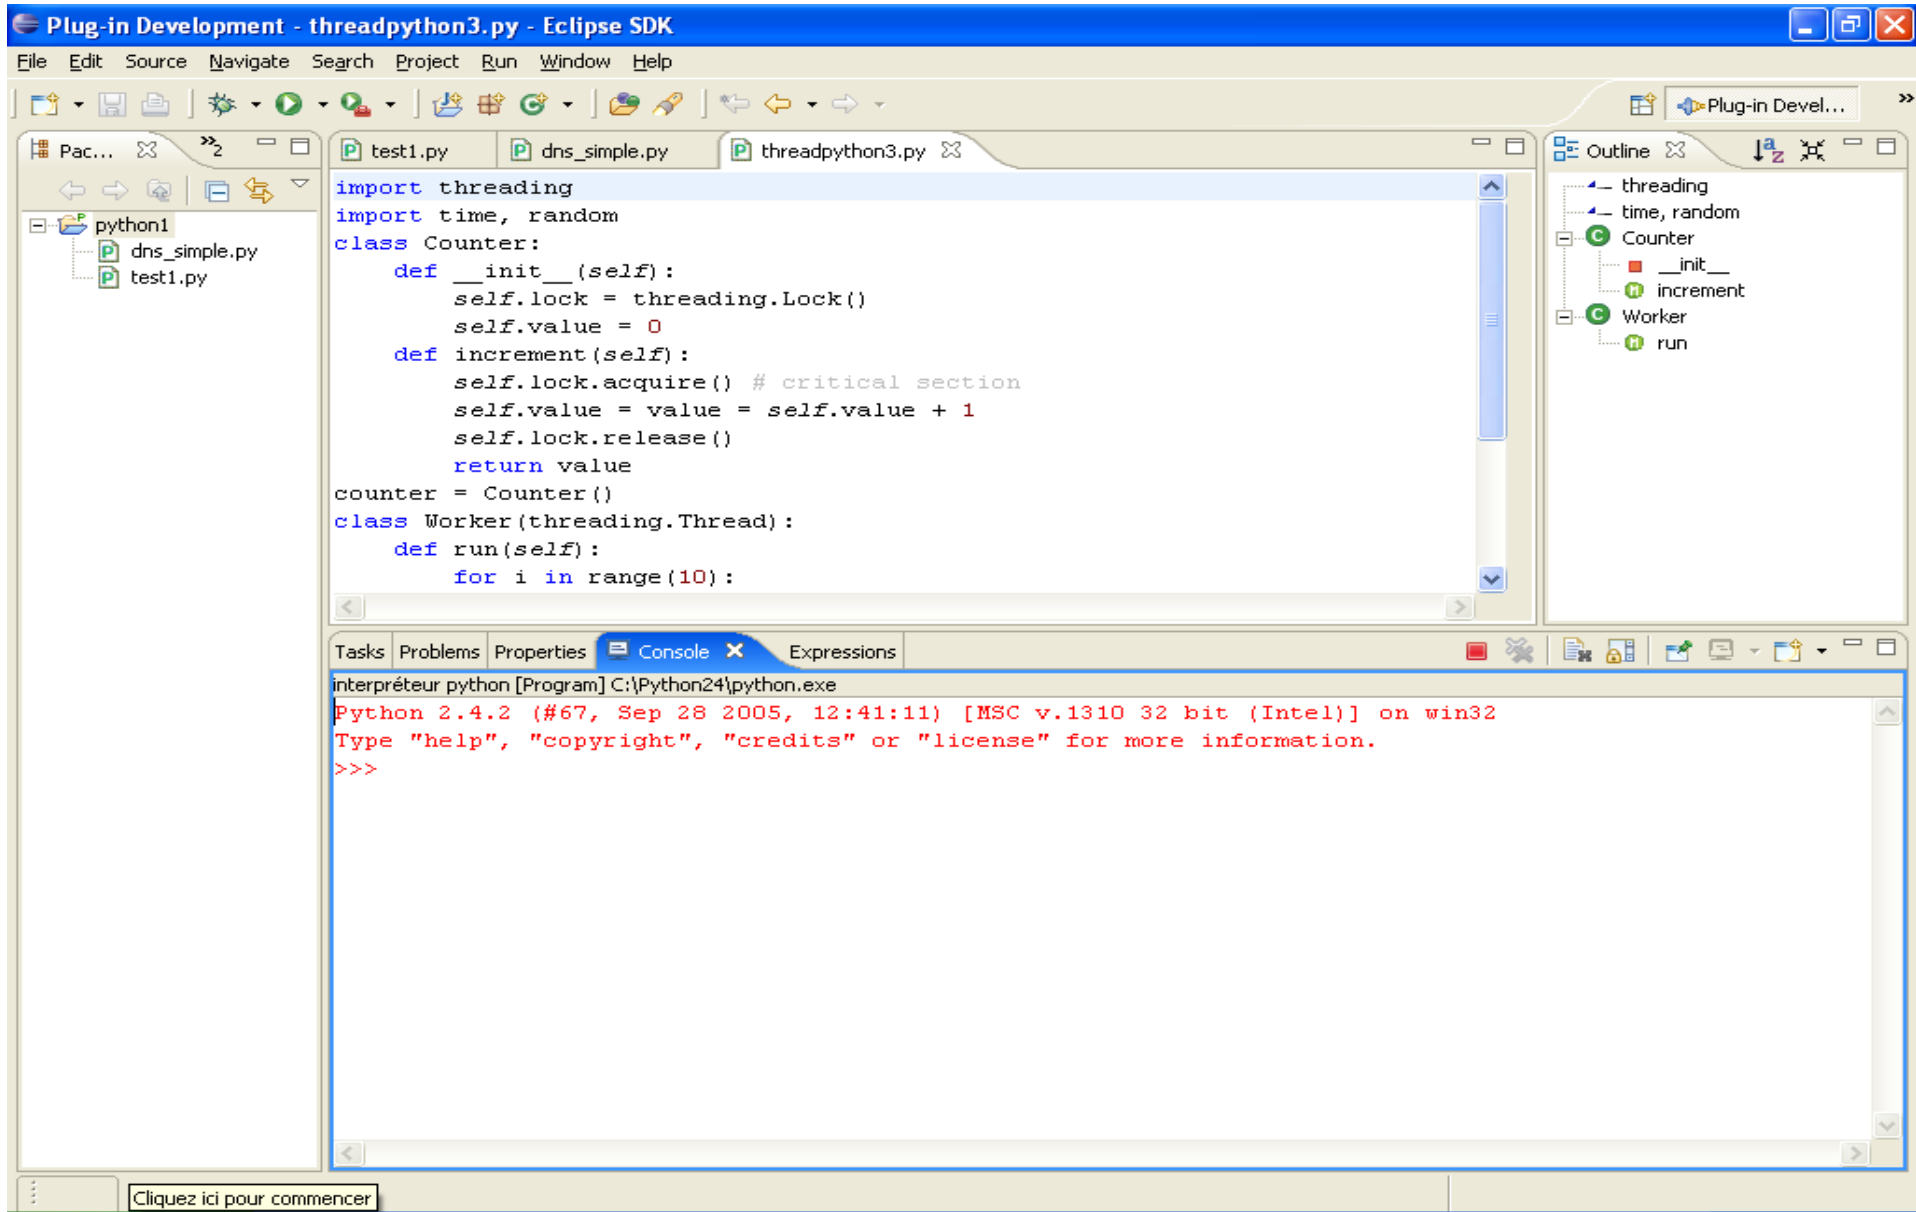 Plug-in Development - threadpython3.py - Eclipse SDK
File Edit Source Navigate Search Project Run Window Help
Plug-in Devel... »
Pac... »2
test1.py dns_simple.py threadpython3.py
Outline
python1
dns_simple.py
test1.py
import threading
import time, random
class Counter:
    def __init__(self):
        self.lock = threading.Lock()
        self.value = 0
    def increment(self):
        self.lock.acquire() # critical section
        self.value = value = self.value + 1
        self.lock.release()
        return value
counter = Counter()
class Worker(threading.Thread):
    def run(self):
        for i in range(10):
threading
time, random
Counter
__init__
increment
Worker
run
Tasks Problems Properties Console Expressions
interpréteur python [Program] C:\Python24\python.exe
Python 2.4.2 (#67, Sep 28 2005, 12:41:11) [MSC v.1310 32 bit (Intel)] on win32
Type "help", "copyright", "credits" or "license" for more information.
>>>
Cliquez ici pour commencer